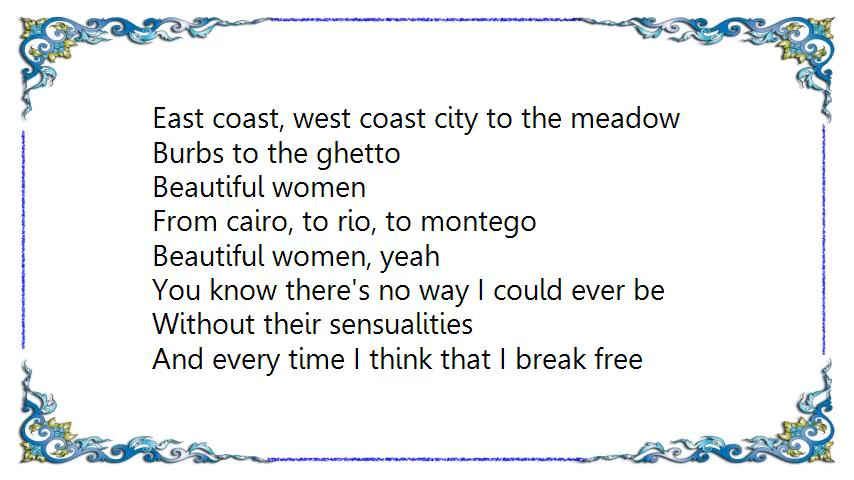 East coast, west coast city to the meadow
Burbs to the ghetto
Beautiful women
From cairo, to rio, to montego
Beautiful women, yeah
You know there's no way I could ever be
Without their sensualities
And every time I think that I break free